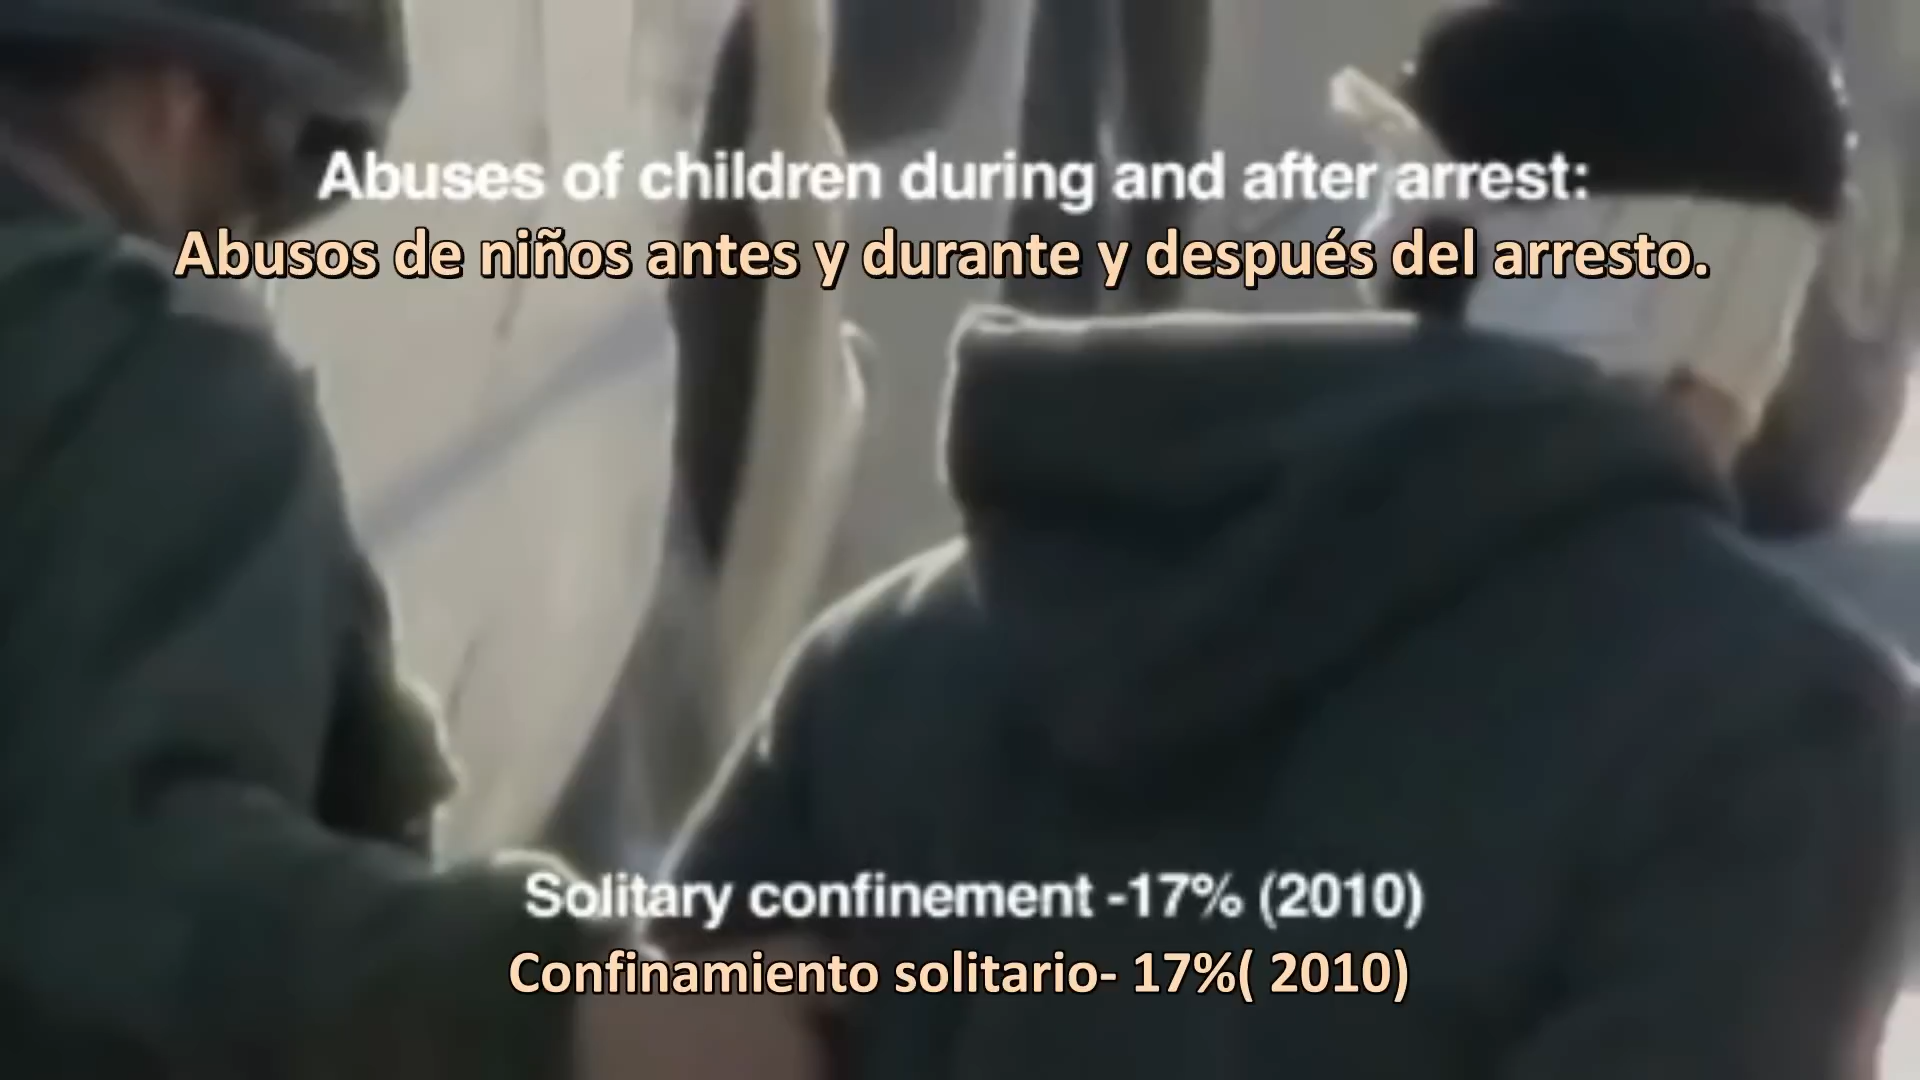 Abuses of children during and after arrest:
Abusos de niños antes y durante y después del arresto.
Solitary confinement -17% (2010)
Confinamiento solitario- 17%( 2010)